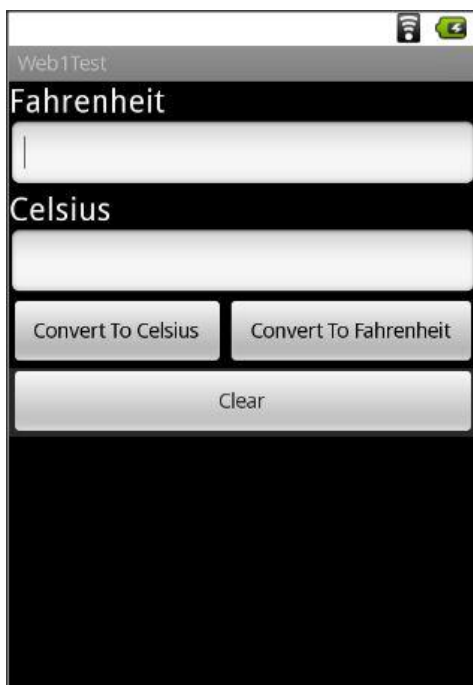 Web1Test
Fahrenheit
Celsius
Convert To Celsius
Convert To Fahrenheit
Clear